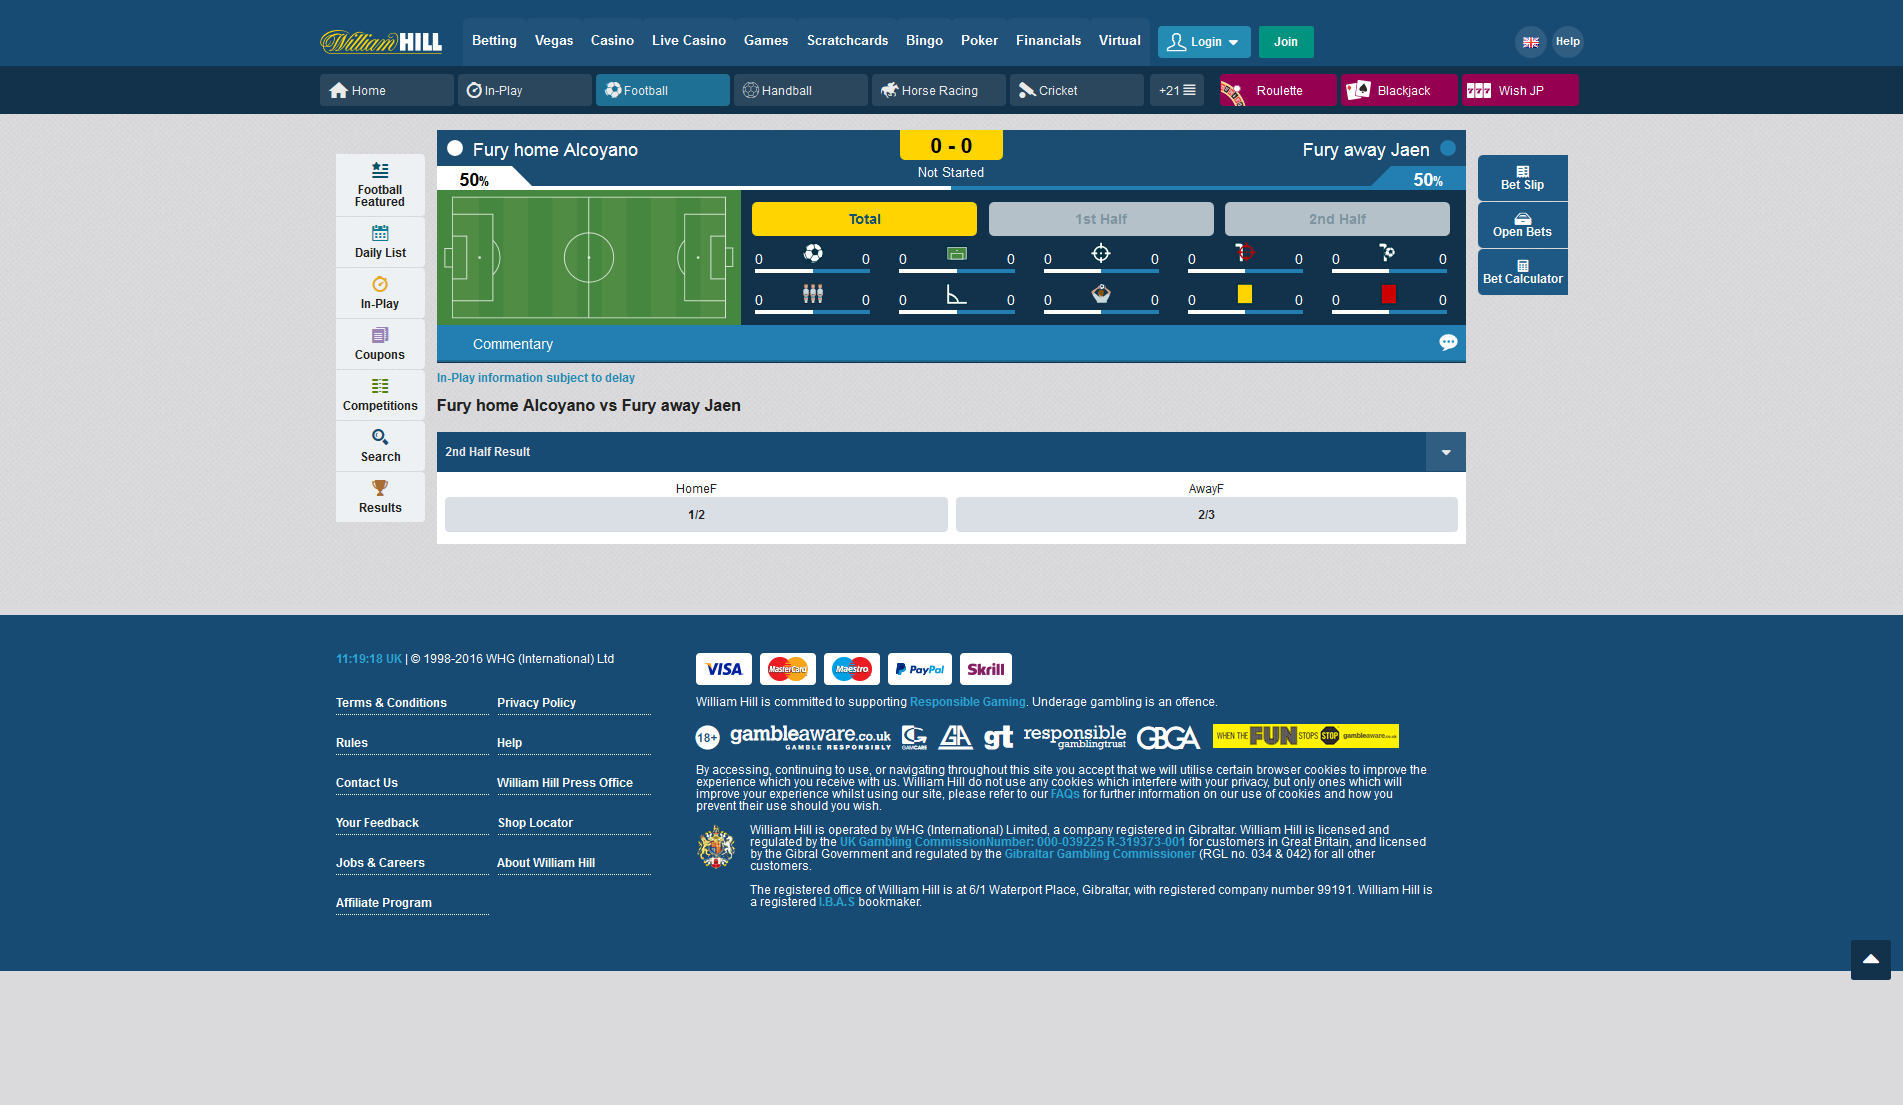 William HILL
Betting Vegas Casino Live Casino Games Scratchcards Bingo Poker Financials Virtual
Login
Join
Help
Home
In-Play
Football
Handball
Horse Racing
Cricket
+21
Roulette
Blackjack
777 Wish JP
Football
Featured
Daily List
In-Play
Coupons
Competitions
Search
Results
Fury home Alcoyano
0 - 0
Fury away Jaen
Not Started
50%
50%
Total
1st Half
2nd Half
0 0 0 0 0 0 0 0 0 0
0 0 0 0 0 0 0 0 0 0
Commentary
In-Play information subject to delay
Fury home Alcoyano vs Fury away Jaen
2nd Half Result
HomeF
AwayF
1/2
2/3
Bet Slip
Open Bets
Bet Calculator
11:19:18 UK | © 1998-2016 WHG (International) Ltd
Terms & Conditions
Privacy Policy
Rules
Help
Contact Us
William Hill Press Office
Your Feedback
Shop Locator
Jobs & Careers
About William Hill
Affiliate Program
VISA
MasterCard
Maestro
PayPal
Skrill
William Hill is committed to supporting Responsible Gaming. Underage gambling is an offence.
18+
gambleaware.co.uk
GAMBLE RESPONSIBLY
GAMCARE
gt
responsible
gamblingtrust
GBGA
WHEN THE FUN STOPS STOP gambleaware.co.uk
By accessing, continuing to use, or navigating throughout this site you accept that we will utilise certain browser cookies to improve the
experience which you receive with us. William Hill do not use any cookies which interfere with your privacy, but only ones which will
improve your experience whilst using our site, please refer to our FAQs for further information on our use of cookies and how you
prevent their use should you wish.
William Hill is operated by WHG (International) Limited, a company registered in Gibraltar. William Hill is licensed and
regulated by the UK Gambling CommissionNumber: 000-039225 R-319373-001 for customers in Great Britain, and licensed
by the Gibral Government and regulated by the Gibraltar Gambling Commissioner (RGL no. 034 & 042) for all other
customers.
The registered office of William Hill is at 6/1 Waterport Place, Gibraltar, with registered company number 99191. William Hill is
a registered I.B.A.S bookmaker.